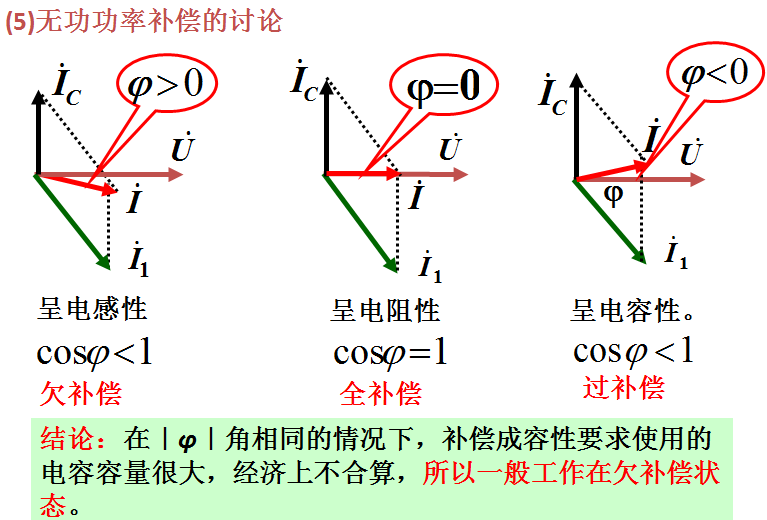 (5)无功功率补偿的讨论
φ>0
φ=0
φ<0
İC
İC
İC
U̇
U̇
U̇
İ
İ
İ
φ
İ1
İ1
İ1
呈电感性
呈电阻性
呈电容性。
cosφ<1
cosφ=1
cosφ<1
欠补偿
全补偿
过补偿
结论：在｜φ｜角相同的情况下，补偿成容性要求使用的
电容容量很大，经济上不合算，所以一般工作在欠补偿状
态。